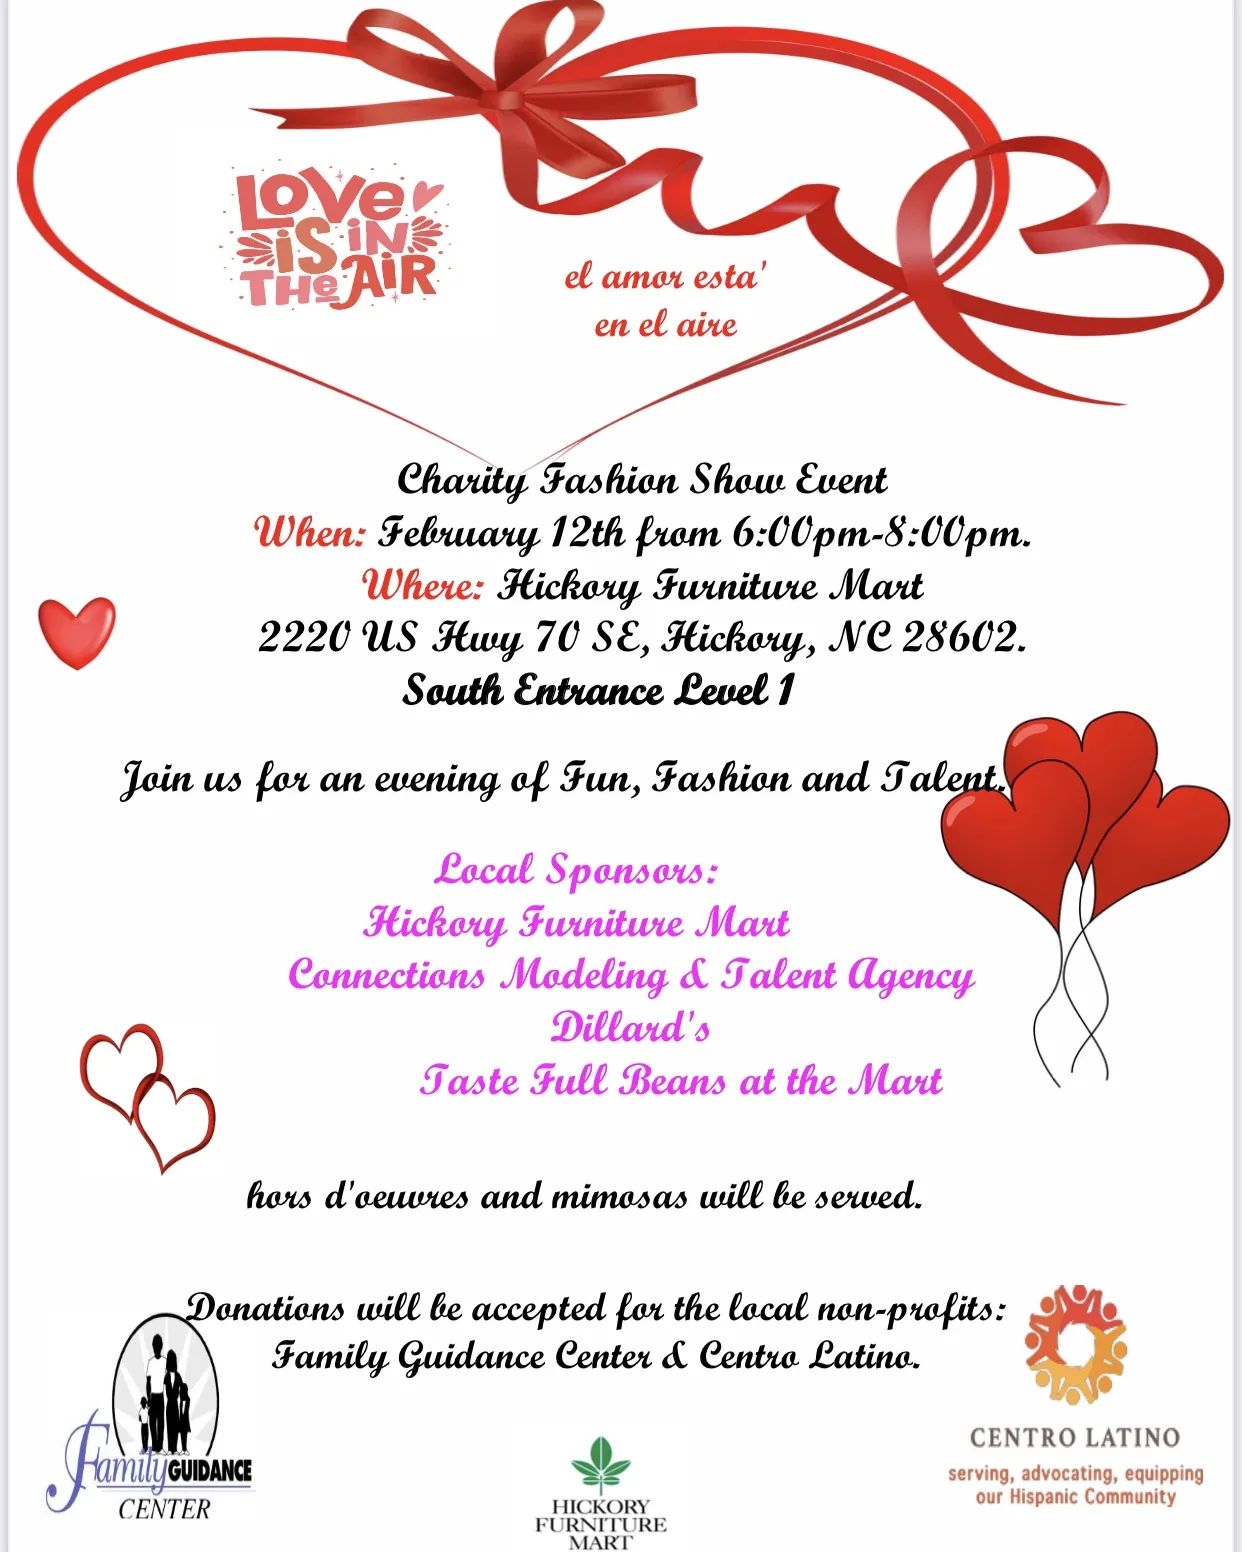 LOVE
IS IN
THE AIR
el amor esta'
en el aire
Charity Fashion Show Event
When: February 12th from 6:00pm-8:00pm.
Where: Hickory Furniture Mart
2220 US Hwy 70 SE, Hickory, NC 28602.
South Entrance Level 1
Join us for an evening of Fun, Fashion and Talent.
Local Sponsors:
Hickory Furniture Mart
Connections Modeling & Talent Agency
Dillard's
Taste Full Beans at the Mart
hors d'oeuvres and mimosas will be served.
Donations will be accepted for the local non-profits:
Family Guidance Center & Centro Latino.
Family GUIDANCE
CENTER
HICKORY
FURNITURE
MART
CENTRO LATINO
serving, advocating, equipping
our Hispanic Community